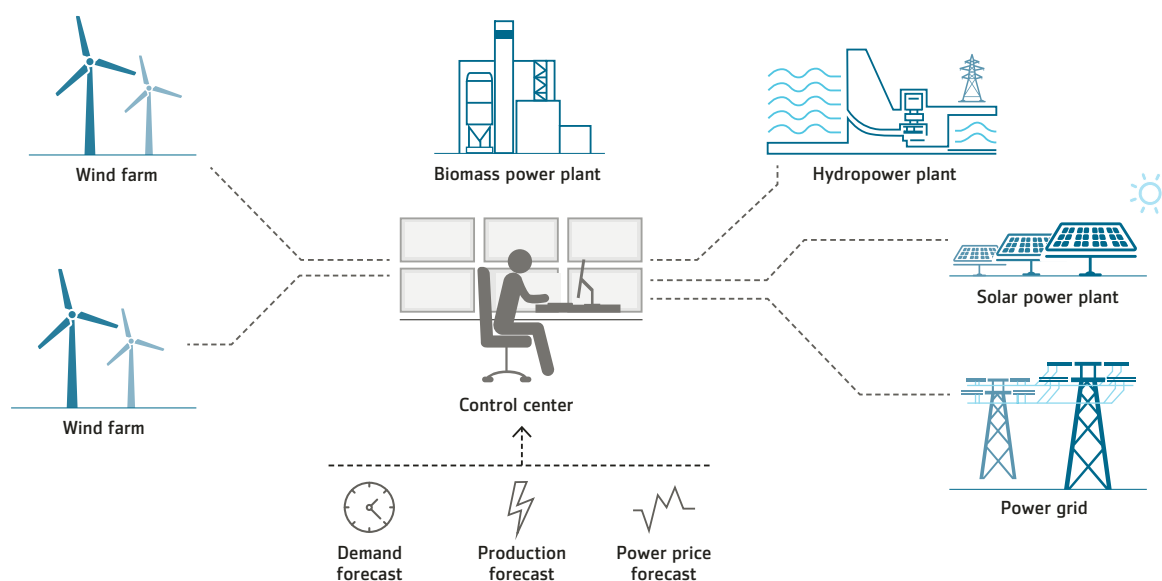 Wind farm
Biomass power plant
Hydropower plant
Solar power plant
Wind farm
Control center
Power grid
Demand
forecast
Production
forecast
Power price
forecast